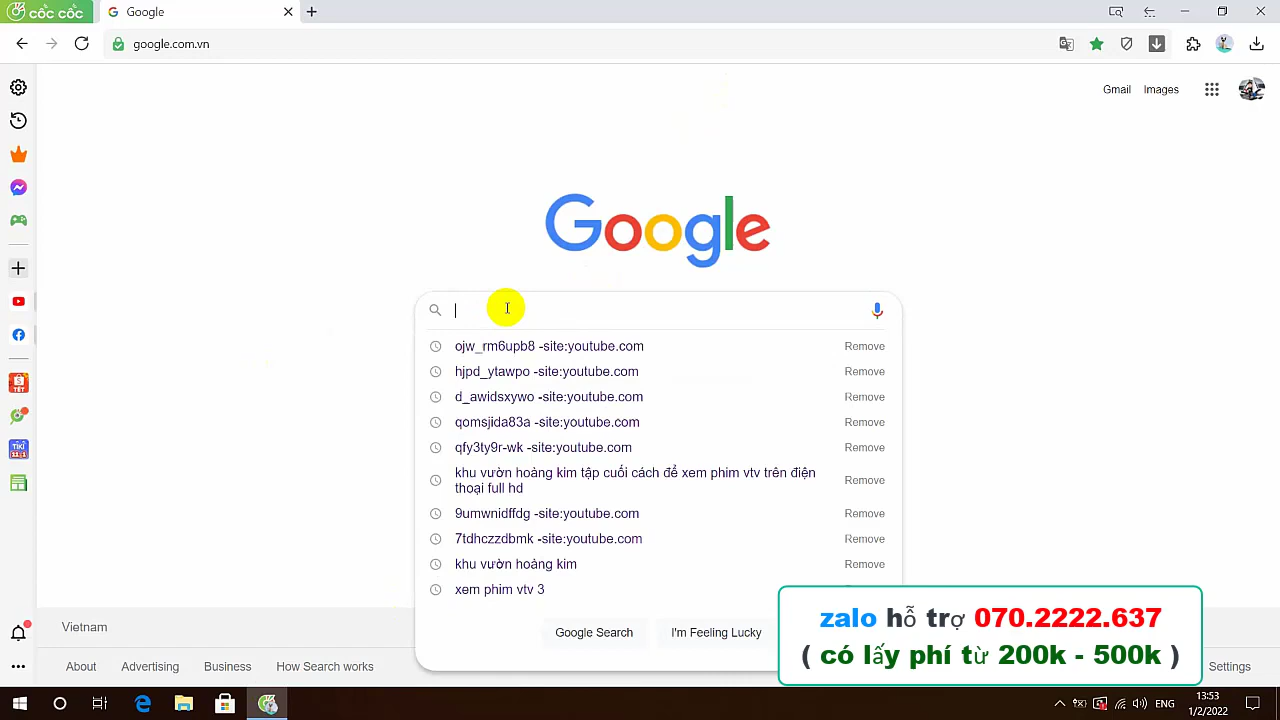 cốc cốc
Google
google.com.vn
Gmail
Images
Google
ojw_rm6upb8 -site:youtube.com
Remove
hjpd_ytawpo -site:youtube.com
Remove
d_awidsxywo -site:youtube.com
Remove
qomsjida83a -site:youtube.com
Remove
qfy3ty9r-wk -site:youtube.com
Remove
khu vườn hoàng kim tập cuối cách để xem phim vtv trên điện
thoại full hd
Remove
9umwnidffdg -site:youtube.com
Remove
7tdhczzdbmk -site:youtube.com
Remove
khu vườn hoàng kim
Remove
xem phim vtv 3
Google Search
I'm Feeling Lucky
zalo hỗ trợ 070.2222.637
( có lấy phí từ 200k - 500k )
Vietnam
About
Advertising
Business
How Search works
Settings
ENG
13:53
1/2/2022